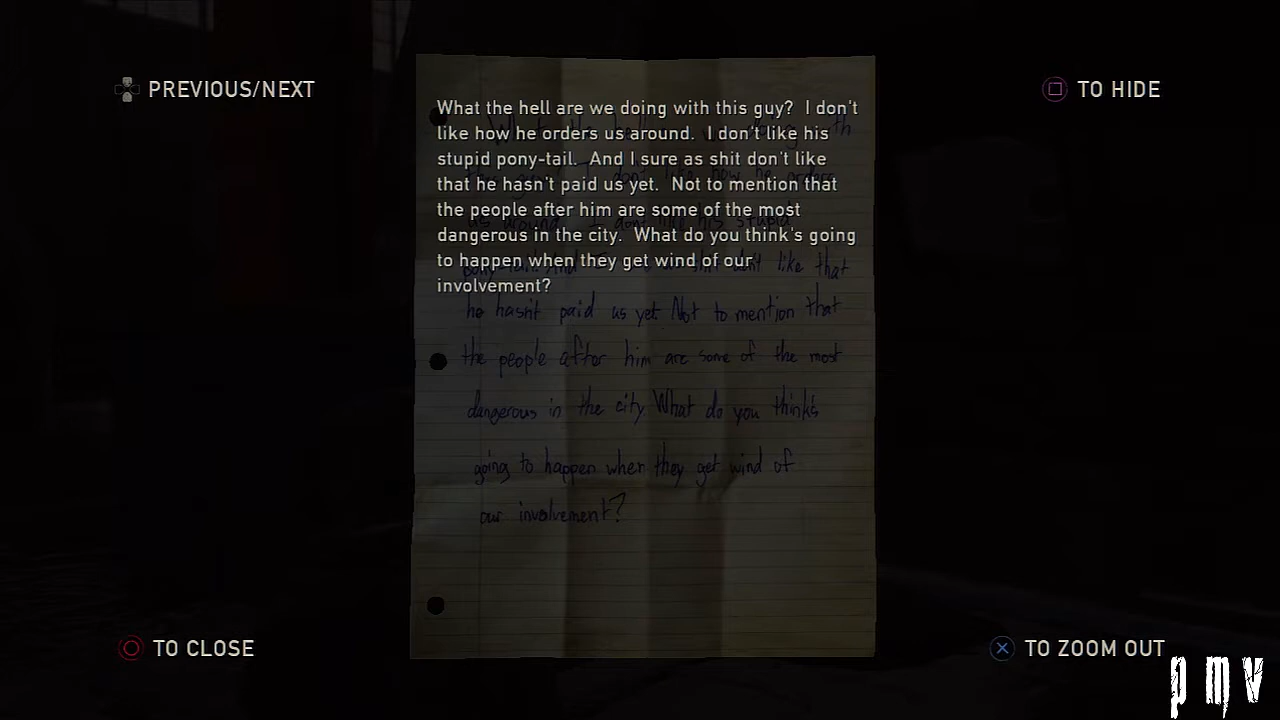 PREVIOUS/NEXT
TO HIDE
What the hell are we doing with this guy?  I don't
like how he orders us around.  I don't like his
stupid pony-tail.  And I sure as shit don't like
that he hasn't paid us yet.  Not to mention that
the people after him are some of the most
dangerous in the city.  What do you think's going
to happen when they get wind of our
involvement?
he hasn't paid us yet Not to mention that
the people after him are some of the most
dangerous in the city What do you think's
going to happen when they get wind of
our involvement?
TO CLOSE
TO ZOOM OUT
pmv